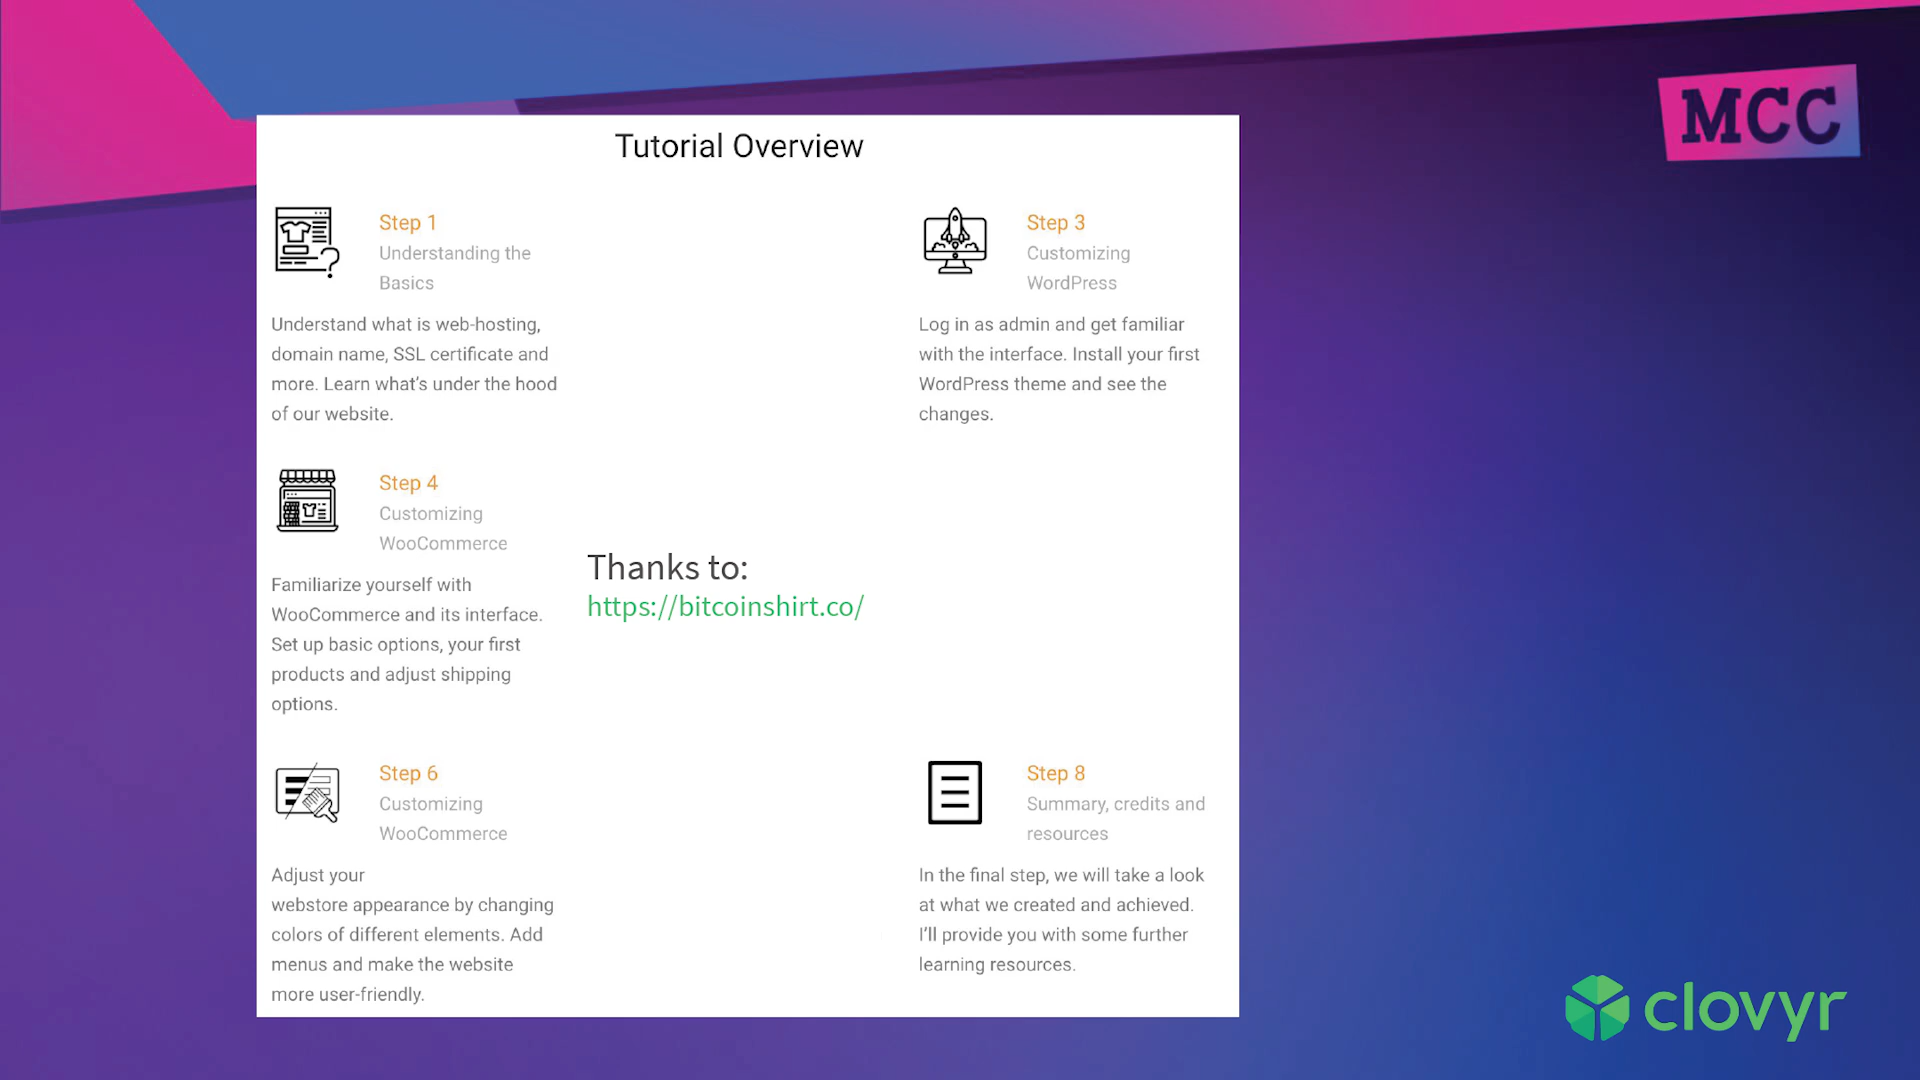 MCC
Tutorial Overview
Step 1
Understanding the
Basics
Understand what is web-hosting,
domain name, SSL certificate and
more. Learn what's under the hood
of our website.
Step 3
Customizing
WordPress
Log in as admin and get familiar
with the interface. Install your first
WordPress theme and see the
changes.
Step 4
Customizing
WooCommerce
Familiarize yourself with
WooCommerce and its interface.
Set up basic options, your first
products and adjust shipping
options.
Thanks to:
https://bitcoinshirt.co/
Step 6
Customizing
WooCommerce
Adjust your
webstore appearance by changing
colors of different elements. Add
menus and make the website
more user-friendly.
Step 8
Summary, credits and
resources
In the final step, we will take a look
at what we created and achieved.
I'll provide you with some further
learning resources.
clovyr